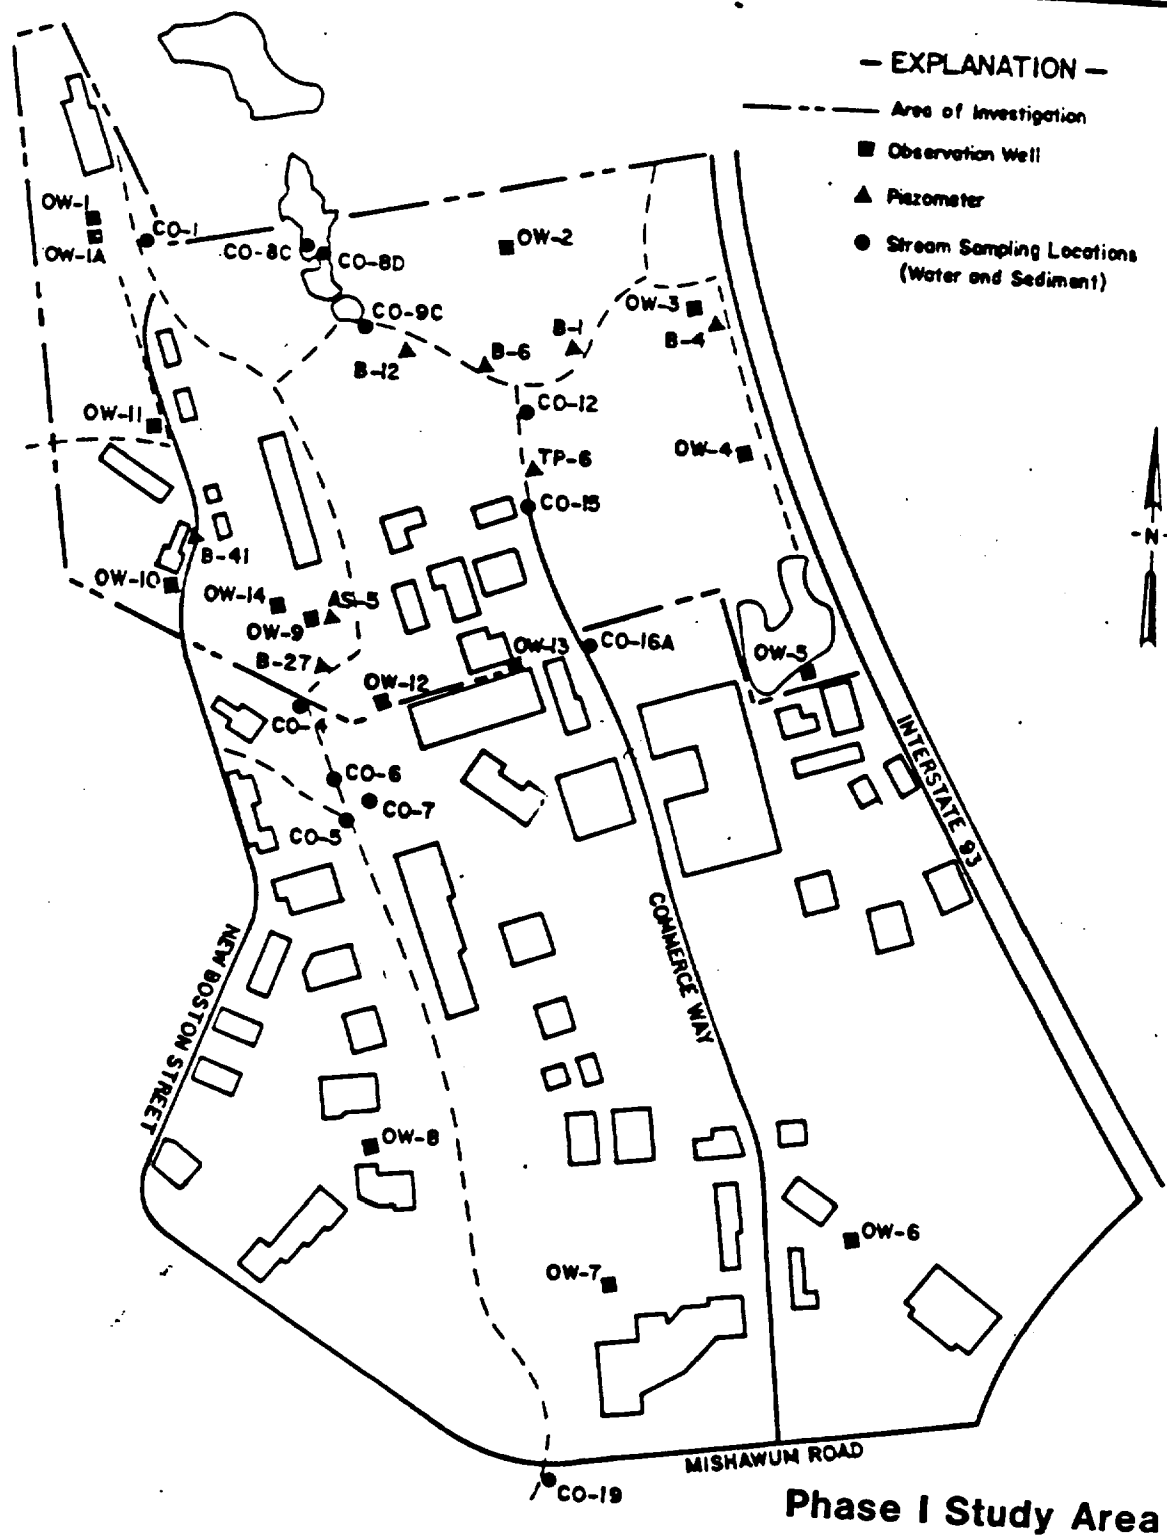 — EXPLANATION —
Area of Investigation
Observation Well
Piezometer
Stream Sampling Locations
(Water and Sediment)
OW-1
OW-1A
CO-1
CO-8C
CO-8D
OW-2
CO-9C
OW-3
B-1
B-4
B-12
B-6
OW-11
CO-12
OW-4
TP-6
CO-15
-N-
B-41
OW-10
OW-14
AS-5
OW-9
B-27
OW-13
CO-16A
OW-5
OW-12
CO-4
CO-6
CO-7
CO-5
INTERSTATE 93
COMMERCE WAY
NEW BOSTON STREET
OW-8
OW-6
OW-7
MISHAWUM ROAD
CO-19
Phase I Study Area